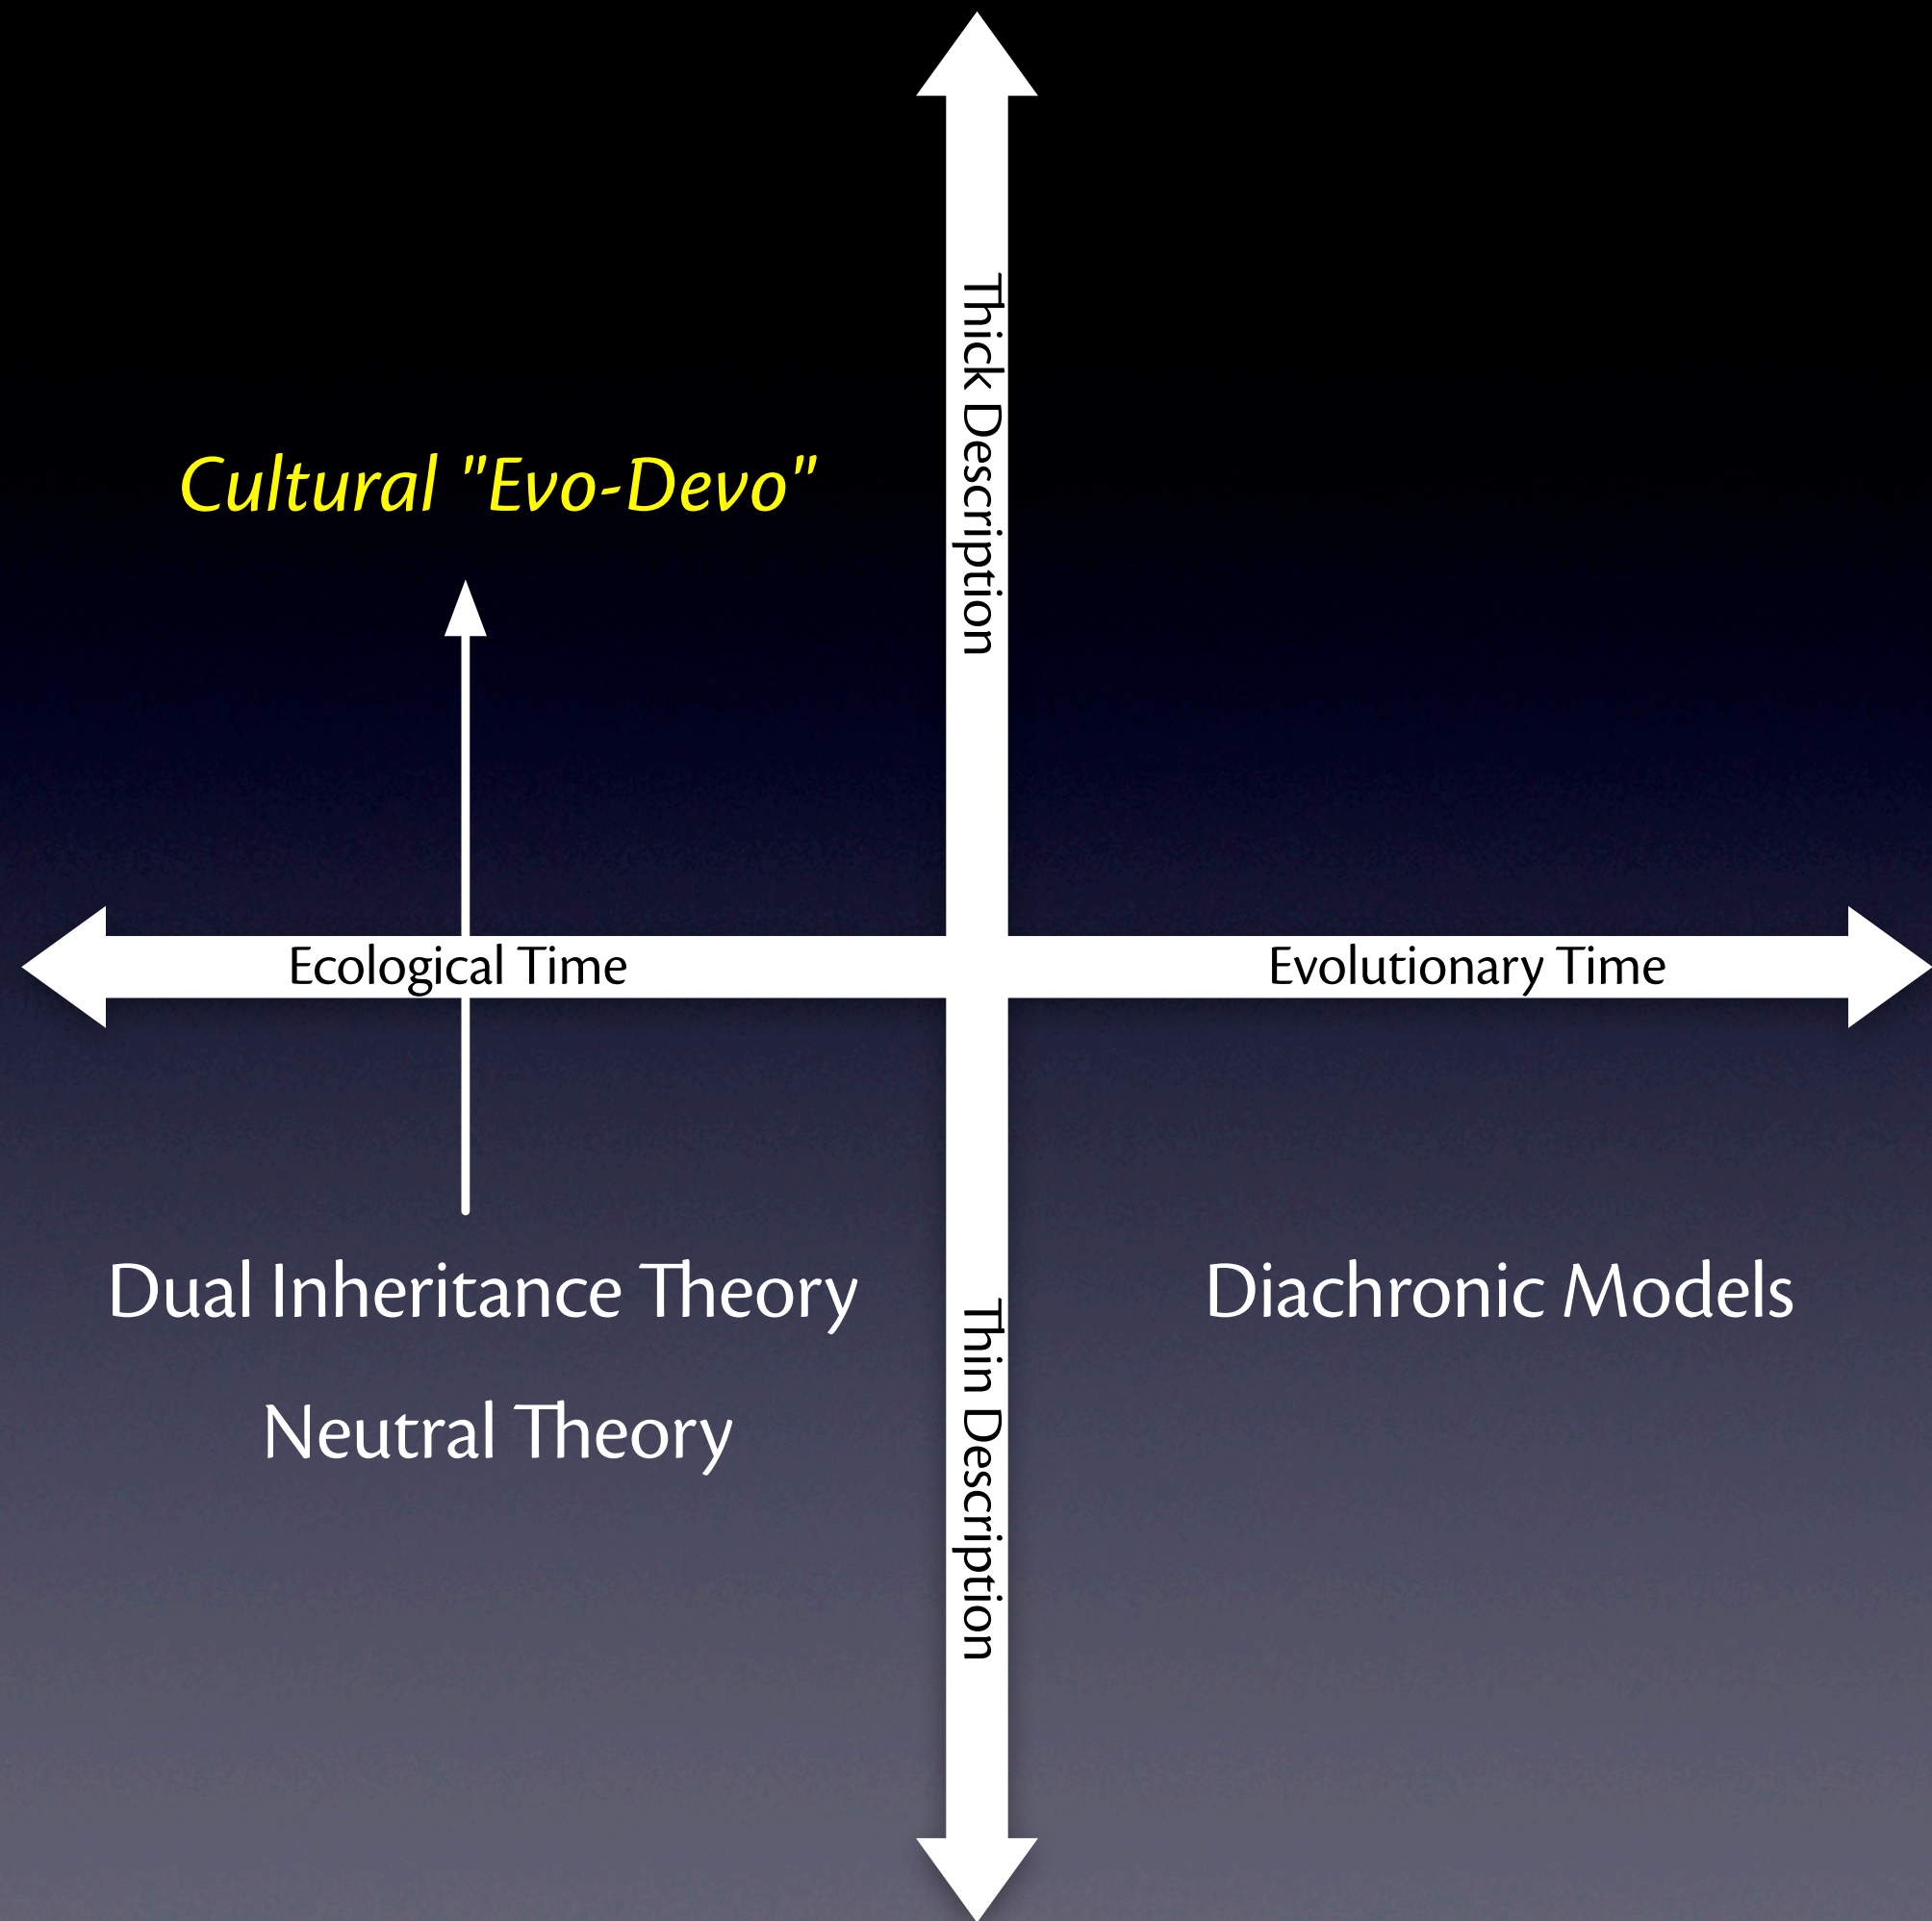 Thick Description
Cultural "Evo-Devo"
Ecological Time
Evolutionary Time
Dual Inheritance Theory
Diachronic Models
Thin Description
Neutral Theory